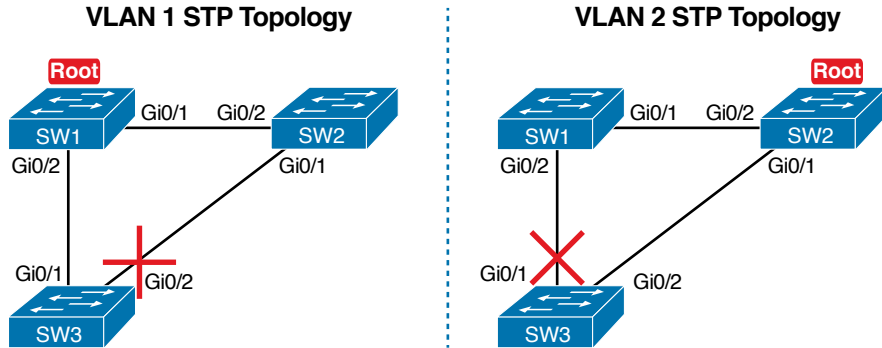 VLAN 1 STP Topology
Root
Gi0/1
Gi0/2
SW1
SW2
Gi0/2
Gi0/1
Gi0/1
Gi0/2
SW3
VLAN 2 STP Topology
Root
Gi0/1
Gi0/2
SW1
SW2
Gi0/2
Gi0/1
Gi0/1
Gi0/2
SW3